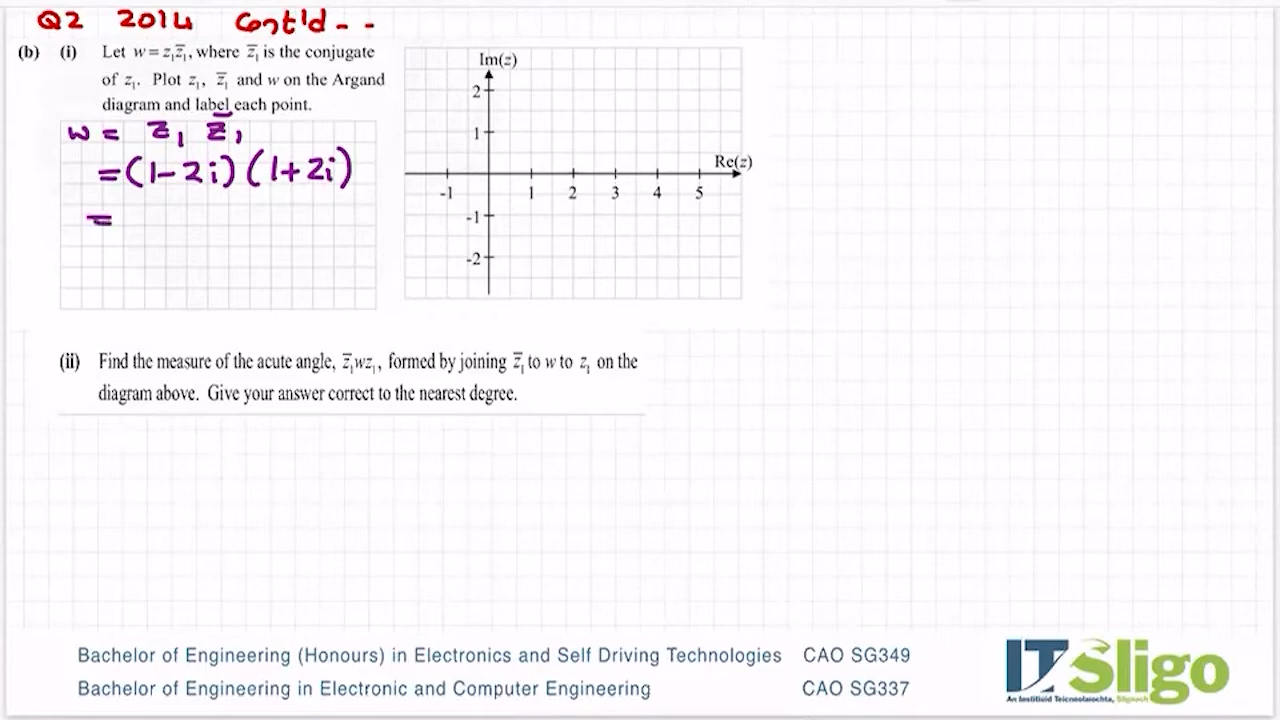 Q2 2014 Cont'd - -
(b) (i) Let w = z₁z̄₁, where z̄₁ is the conjugate
of z₁. Plot z₁, z̄₁ and w on the Argand
diagram and label each point.
w = z₁ z̄₁
=(1-2i)(1+2i)
=
Im(z)
2
1
Re(z)
-1 1 2 3 4 5
-1
-2
(ii) Find the measure of the acute angle, z̄₁wz₁, formed by joining z̄₁ to w to z₁ on the
diagram above. Give your answer correct to the nearest degree.
Bachelor of Engineering (Honours) in Electronics and Self Driving Technologies CAO SG349
Bachelor of Engineering in Electronic and Computer Engineering CAO SG337
IT Sligo
An Institiúid Teicneolaíochta, Sligeach